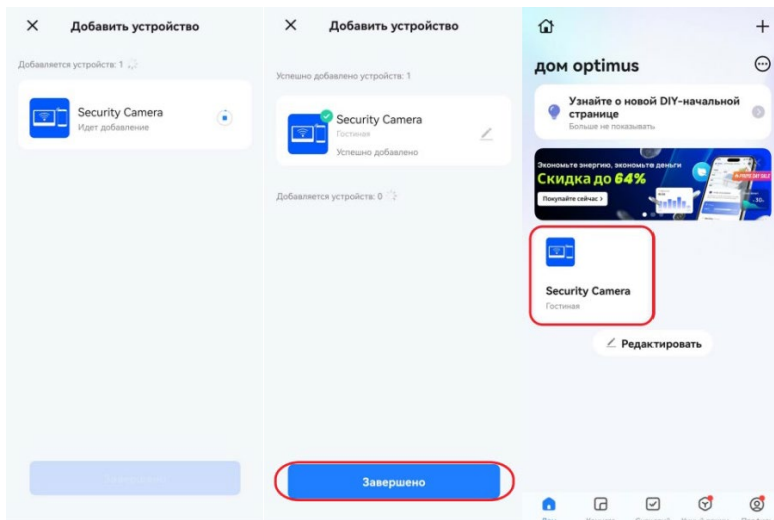 Добавить устройство
Добавляется устройств: 1
Security Camera
Идет добавление
Добавить устройство
Успешно добавлено устройств: 1
Security Camera
Гостиная
Успешно добавлено
Добавляется устройств: 0
Завершено
дом optimus
Узнайте о новой DIY-начальной
странице
Больше не показывать
Экономьте энергию, экономьте деньги
Скидка до 64%
Покупайте сейчас >
Security Camera
Гостиная
Редактировать